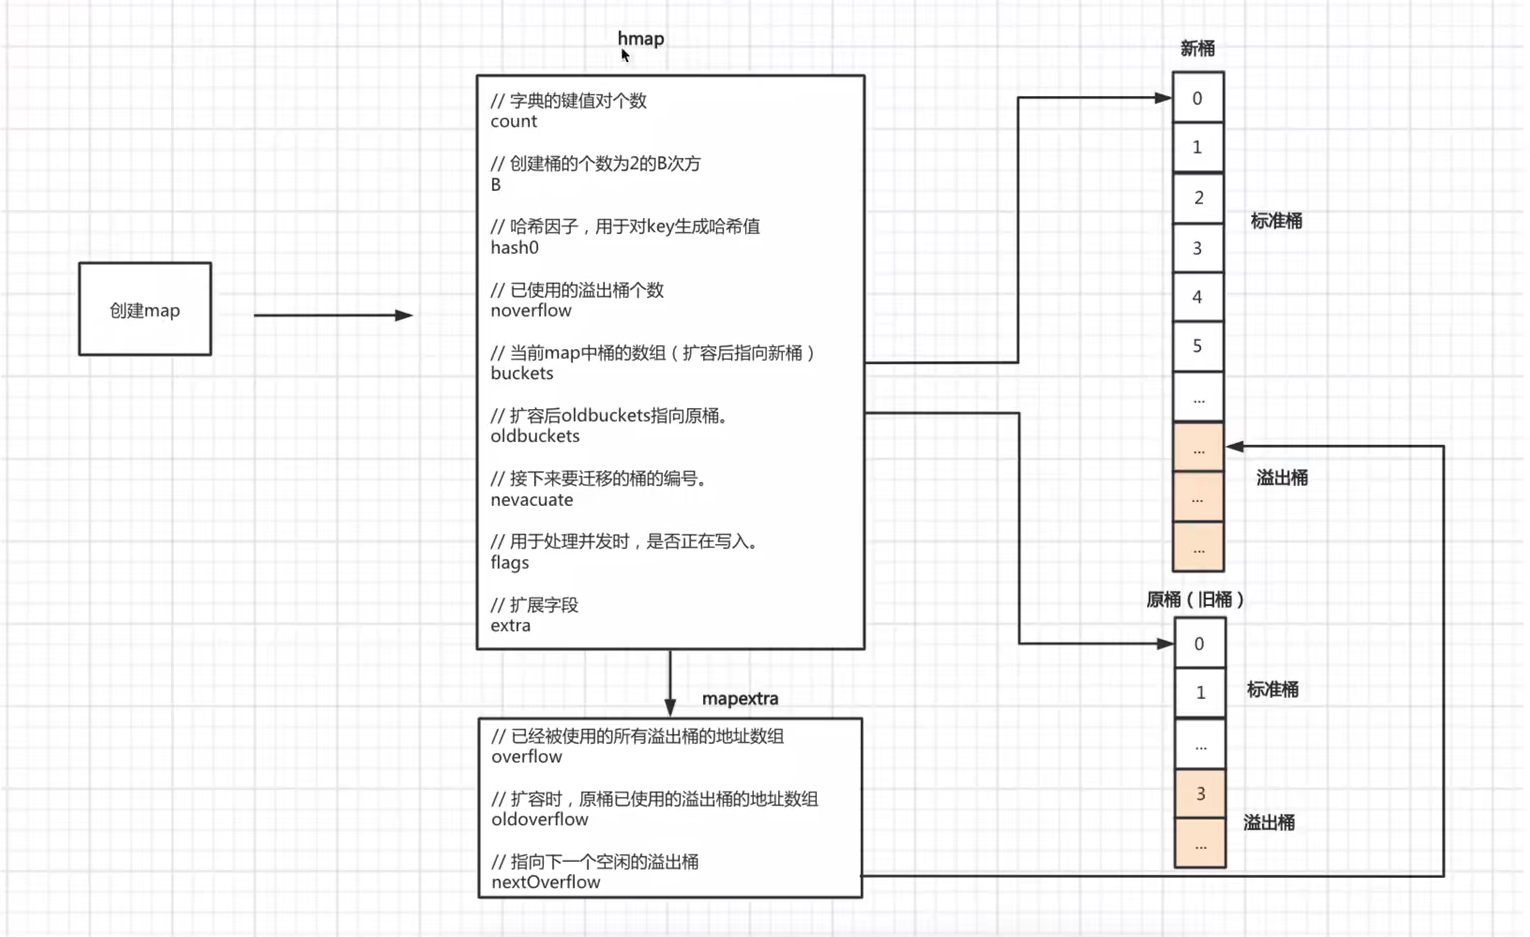 hmap
// 字典的键值对个数
count
// 创建桶的个数为2的B次方
B
// 哈希因子，用于对key生成哈希值
hash0
// 已使用的溢出桶个数
noverflow
// 当前map中桶的数组（扩容后指向新桶）
buckets
// 扩容后oldbuckets指向原桶。
oldbuckets
// 接下来要迁移的桶的编号。
nevacuate
// 用于处理并发时，是否正在写入。
flags
// 扩展字段
extra
创建map
mapextra
// 已经被使用的所有溢出桶的地址数组
overflow
// 扩容时，原桶已使用的溢出桶的地址数组
oldoverflow
// 指向下一个空闲的溢出桶
nextOverflow
新桶
0
1
2
3
4
5
...
...
...
...
标准桶
溢出桶
原桶（旧桶）
0
1
...
3
...
标准桶
溢出桶